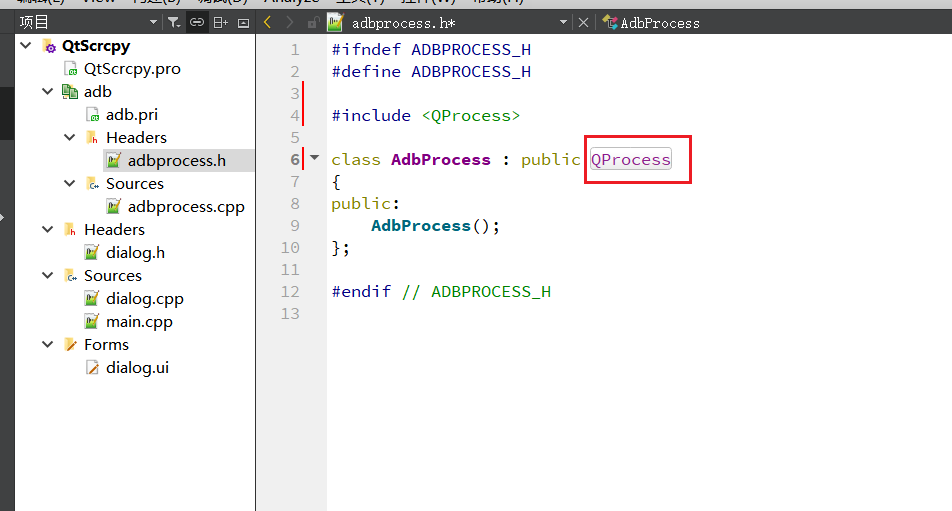 项目
adbprocess.h*
AdbProcess
QtScrcpy
QtScrcpy.pro
adb
adb.pri
Headers
adbprocess.h
Sources
adbprocess.cpp
Headers
dialog.h
Sources
dialog.cpp
main.cpp
Forms
dialog.ui
1 #ifndef ADBPROCESS_H
2 #define ADBPROCESS_H
3
4 #include <QProcess>
5
6 class AdbProcess : public QProcess
7 {
8 public:
9 AdbProcess();
10 };
11
12 #endif // ADBPROCESS_H
13